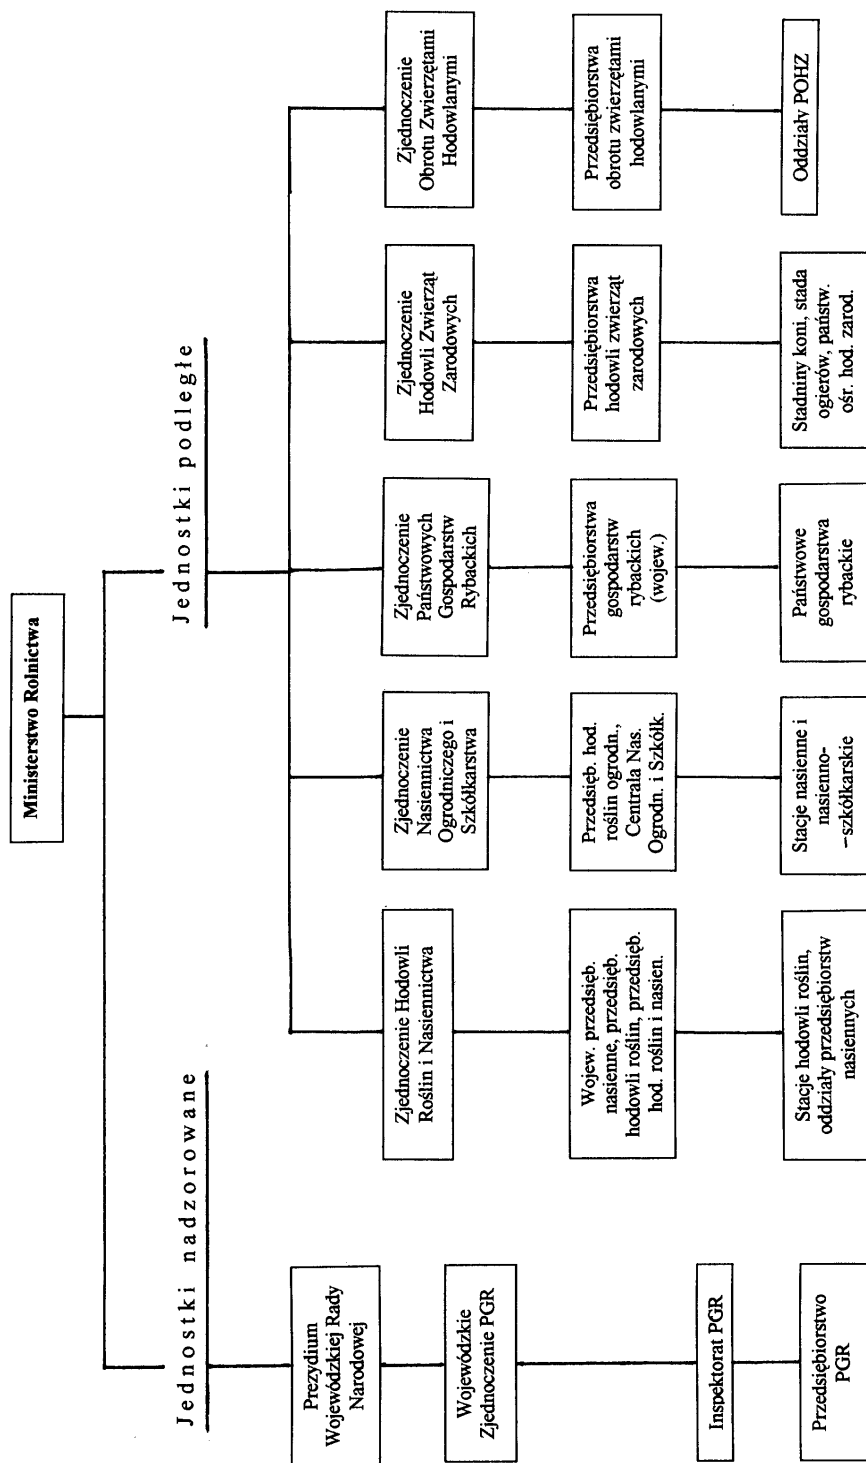 Ministerstwo Rolnictwa
Jednostki nadzorowane
Jednostki podległe
Prezydium
Wojewódzkiej Rady
Narodowej
Wojewódzkie
Zjednoczenie PGR
Inspektorat PGR
Przedsiębiorstwo
PGR
Zjednoczenie Hodowli
Roślin i Nasiennictwa
Wojew. przedsięb.
nasienne, przedsięb.
hodowli roślin, przedsięb.
hod. roślin i nasien.
Stacje hodowli roślin,
oddziały przedsiębiorstw
nasiennych
Zjednoczenie
Nasiennictwa
Ogrodniczego i
Szkółkarstwa
Przedsięb. hod.
roślin ogrodn.,
Centrala Nas.
Ogrodn. i Szkółk.
Stacje nasienne i
nasienno-
–szkółkarskie
Zjednoczenie
Państwowych
Gospodarstw
Rybackich
Przedsiębiorstwa
gospodarstw
rybackich
(wojew.)
Państwowe
gospodarstwa
rybackie
Zjednoczenie
Hodowli Zwierząt
Zarodowych
Przedsiębiorstwa
hodowli zwierząt
zarodowych
Stadniny koni, stada
ogierów, państw.
ośr. hod. zarod.
Zjednoczenie
Obrotu Zwierzętami
Hodowlanymi
Przedsiębiorstwa
obrotu zwierzętami
hodowlanymi
Oddziały POHZ